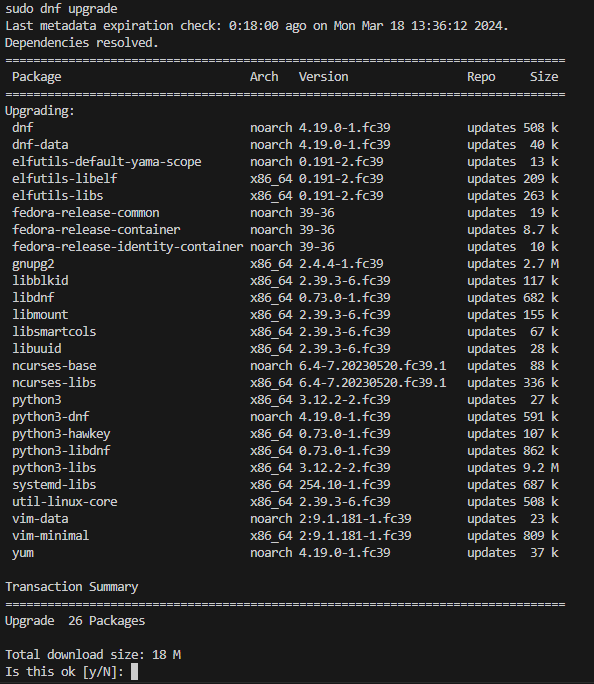 sudo dnf upgrade
Last metadata expiration check: 0:18:00 ago on Mon Mar 18 13:36:12 2024.
Dependencies resolved.
================================================================================
 Package                          Arch   Version                 Repo     Size
================================================================================
Upgrading:
 dnf                              noarch 4.19.0-1.fc39           updates 508 k
 dnf-data                         noarch 4.19.0-1.fc39           updates  40 k
 elfutils-default-yama-scope      noarch 0.191-2.fc39            updates  13 k
 elfutils-libelf                  x86_64 0.191-2.fc39            updates 209 k
 elfutils-libs                    x86_64 0.191-2.fc39            updates 263 k
 fedora-release-common            noarch 39-36                   updates  19 k
 fedora-release-container         noarch 39-36                   updates 8.7 k
 fedora-release-identity-container noarch 39-36                  updates  10 k
 gnupg2                           x86_64 2.4.4-1.fc39            updates 2.7 M
 libblkid                         x86_64 2.39.3-6.fc39           updates 117 k
 libdnf                           x86_64 0.73.0-1.fc39           updates 682 k
 libmount                         x86_64 2.39.3-6.fc39           updates 155 k
 libsmartcols                     x86_64 2.39.3-6.fc39           updates  67 k
 libuuid                          x86_64 2.39.3-6.fc39           updates  28 k
 ncurses-base                     noarch 6.4-7.20230520.fc39.1   updates  88 k
 ncurses-libs                     x86_64 6.4-7.20230520.fc39.1   updates 336 k
 python3                          x86_64 3.12.2-2.fc39           updates  27 k
 python3-dnf                      noarch 4.19.0-1.fc39           updates 591 k
 python3-hawkey                   x86_64 0.73.0-1.fc39           updates 107 k
 python3-libdnf                   x86_64 0.73.0-1.fc39           updates 862 k
 python3-libs                     x86_64 3.12.2-2.fc39           updates 9.2 M
 systemd-libs                     x86_64 254.10-1.fc39           updates 687 k
 util-linux-core                  x86_64 2.39.3-6.fc39           updates 508 k
 vim-data                         noarch 2:9.1.181-1.fc39        updates  23 k
 vim-minimal                      x86_64 2:9.1.181-1.fc39        updates 809 k
 yum                              noarch 4.19.0-1.fc39           updates  37 k
Transaction Summary
================================================================================
Upgrade  26 Packages
Total download size: 18 M
Is this ok [y/N]: